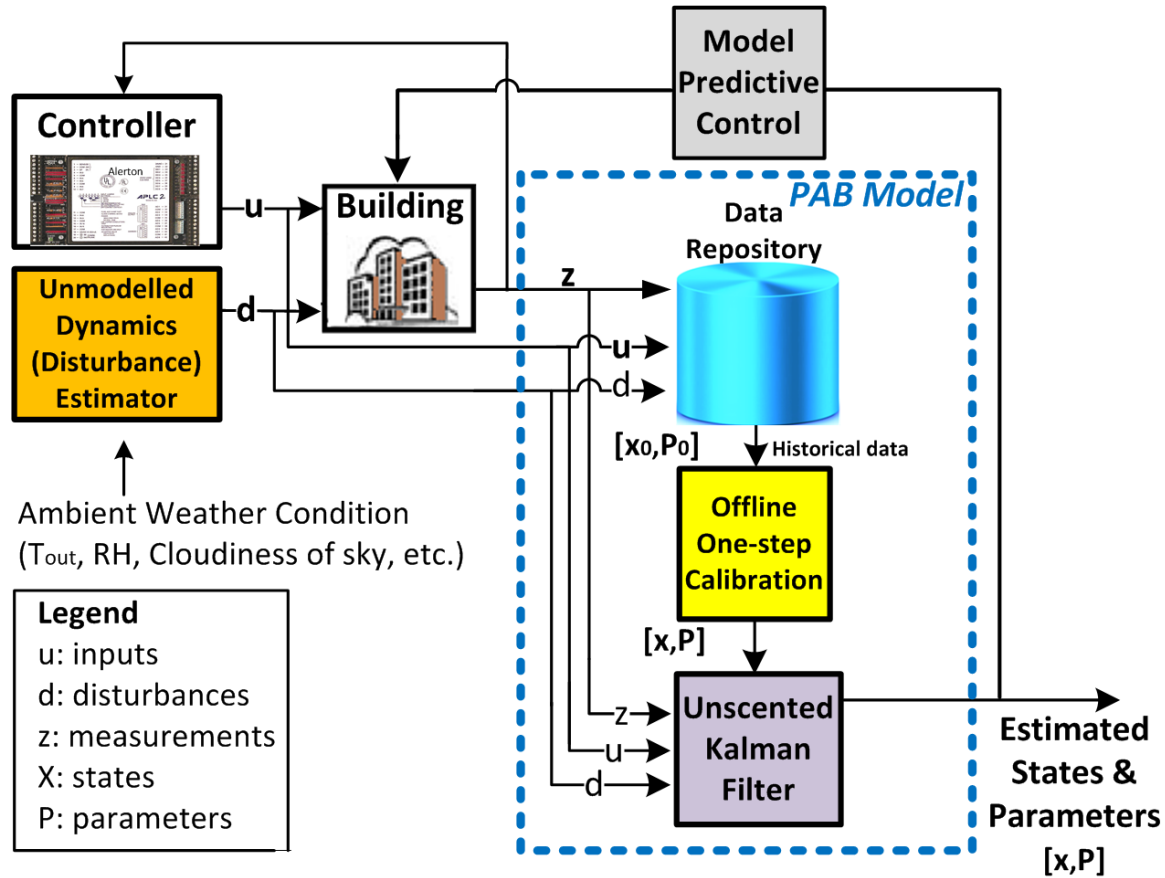 Model
Predictive
Control
Controller
Alerton
APLC 2
u
Building
PAB Model
Data
Repository
Unmodelled
Dynamics
(Disturbance)
Estimator
d
z
u
d
[x₀,P₀]
Historical data
Offline
One-step
Calibration
Ambient Weather Condition
(Tout, RH, Cloudiness of sky, etc.)
[x,P]
Legend
u: inputs
d: disturbances
z: measurements
X: states
P: parameters
z
u
d
Unscented
Kalman
Filter
Estimated
States &
Parameters
[x,P]